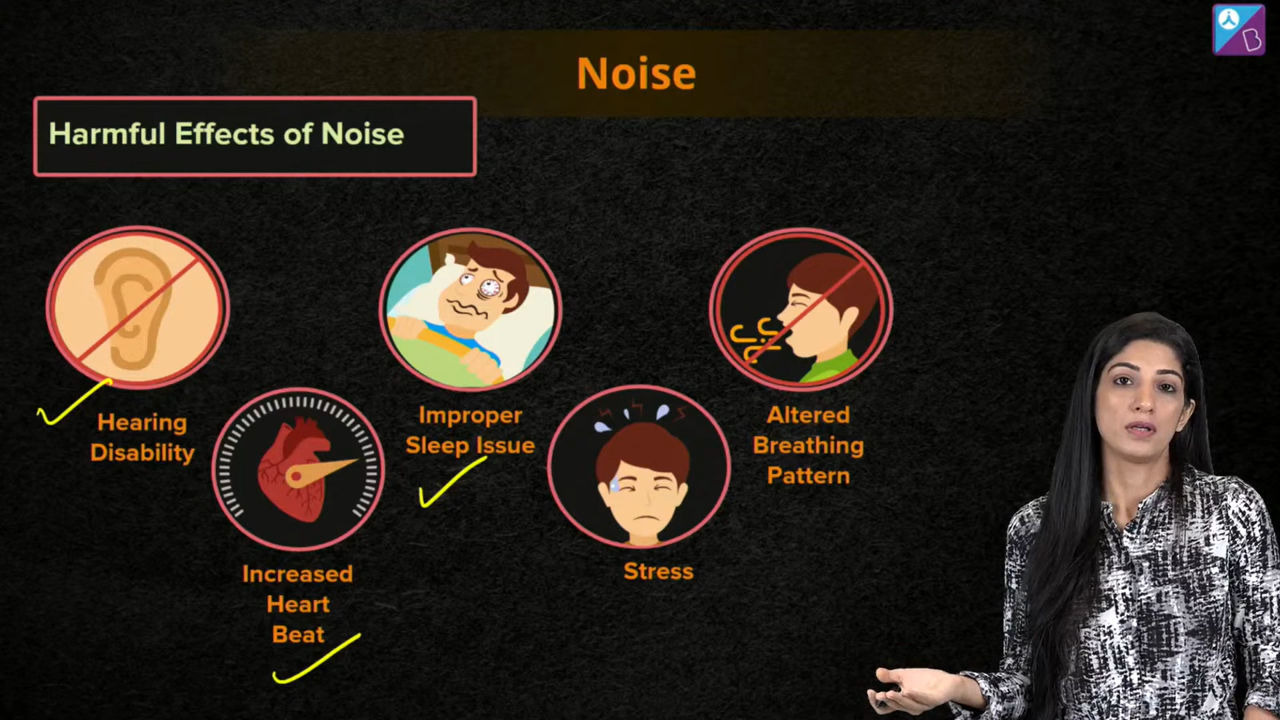 Noise
Harmful Effects of Noise
Hearing
Disability
Increased
Heart
Beat
Improper
Sleep Issue
Stress
Altered
Breathing
Pattern
B